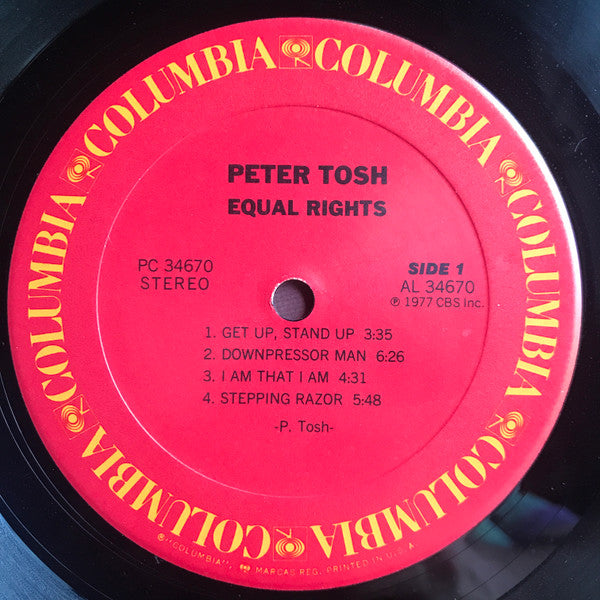 COLUMBIA COLUMBIA COLUMBIA COLUMBIA COLUMBIA COLUMBIA COLUMBIA
PETER TOSH
EQUAL RIGHTS
PC 34670
STEREO
SIDE 1
AL 34670
℗ 1977 CBS Inc.
1. GET UP, STAND UP 3:35
2. DOWNPRESSOR MAN 6:26
3. I AM THAT I AM 4:31
4. STEPPING RAZOR 5:48
-P. Tosh-
® "COLUMBIA", MARCAS REG. PRINTED IN U.S.A.